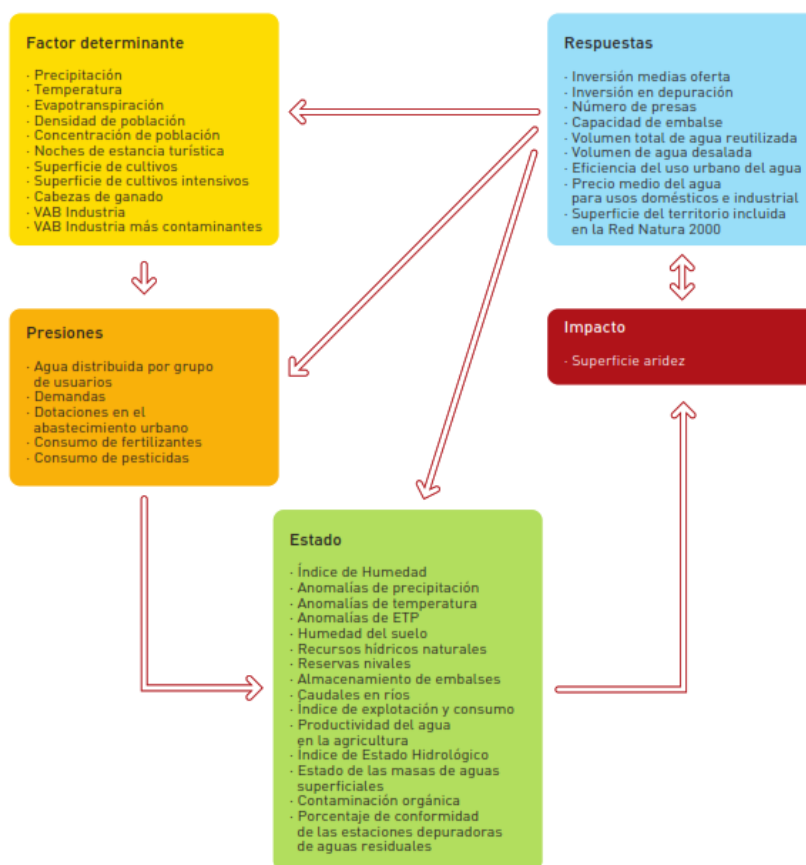 Factor determinante
· Precipitación
· Temperatura
· Evapotranspiración
· Densidad de población
· Concentración de población
· Noches de estancia turística
· Superficie de cultivos
· Superficie de cultivos intensivos
· Cabezas de ganado
· VAB Industria
· VAB Industria más contaminantes
Respuestas
· Inversión medias oferta
· Inversión en depuración
· Número de presas
· Capacidad de embalse
· Volumen total de agua reutilizada
· Volumen de agua desalada
· Eficiencia del uso urbano del agua
· Precio medio del agua
para usos domésticos e industrial
· Superficie del territorio incluida
en la Red Natura 2000
Presiones
· Agua distribuida por grupo
de usuarios
· Demandas
· Dotaciones en el
abastecimiento urbano
· Consumo de fertilizantes
· Consumo de pesticidas
Impacto
· Superficie aridez
Estado
· Índice de Humedad
· Anomalías de precipitación
· Anomalías de temperatura
· Anomalías de ETP
· Humedad del suelo
· Recursos hídricos naturales
· Reservas nivales
· Almacenamiento de embalses
· Caudales en ríos
· Índice de explotación y consumo
· Productividad del agua
en la agricultura
· Índice de Estado Hidrológico
· Estado de las masas de aguas
superficiales
· Contaminación orgánica
· Porcentaje de conformidad
de las estaciones depuradoras
de aguas residuales